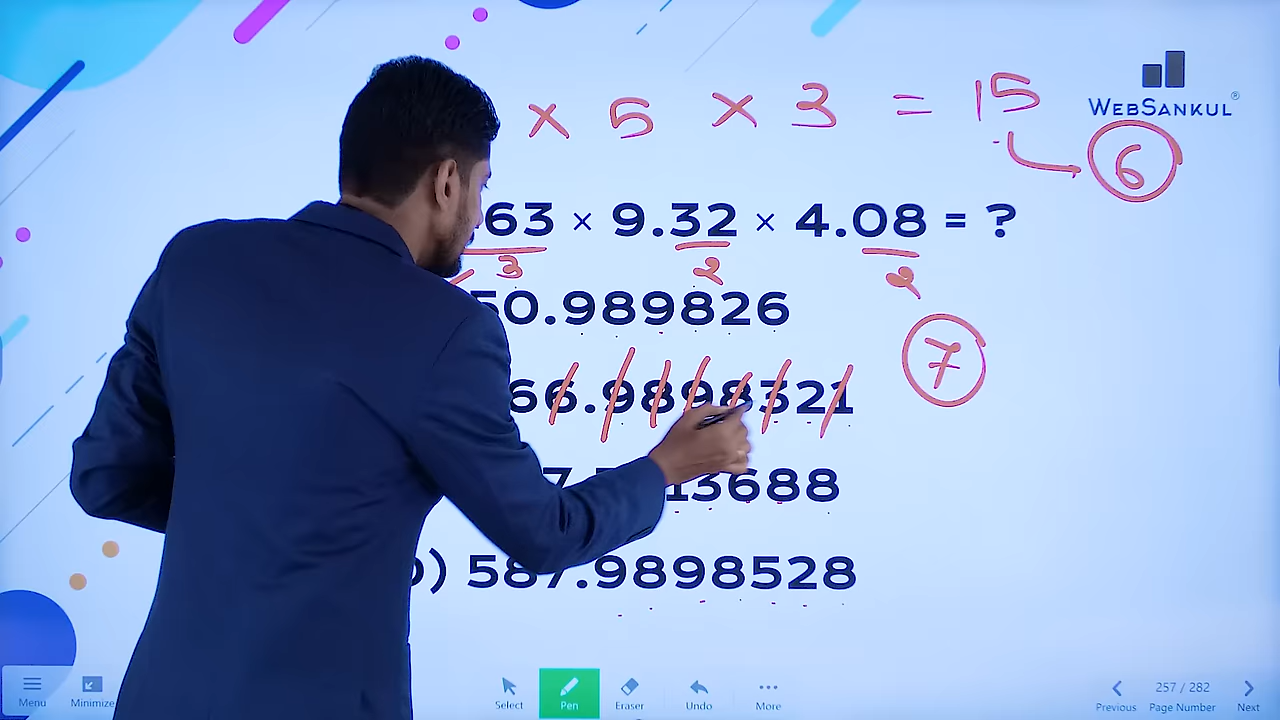 × 5 × 3 = 15
WEBSANKUL®
6
63 × 9.32 × 4.08 = ?
3 2 2
50.989826
7
66.9898321
13688
D) 587.9898528
Menu Minimize Select Pen Eraser Undo More Previous 257 / 282 Page Number Next